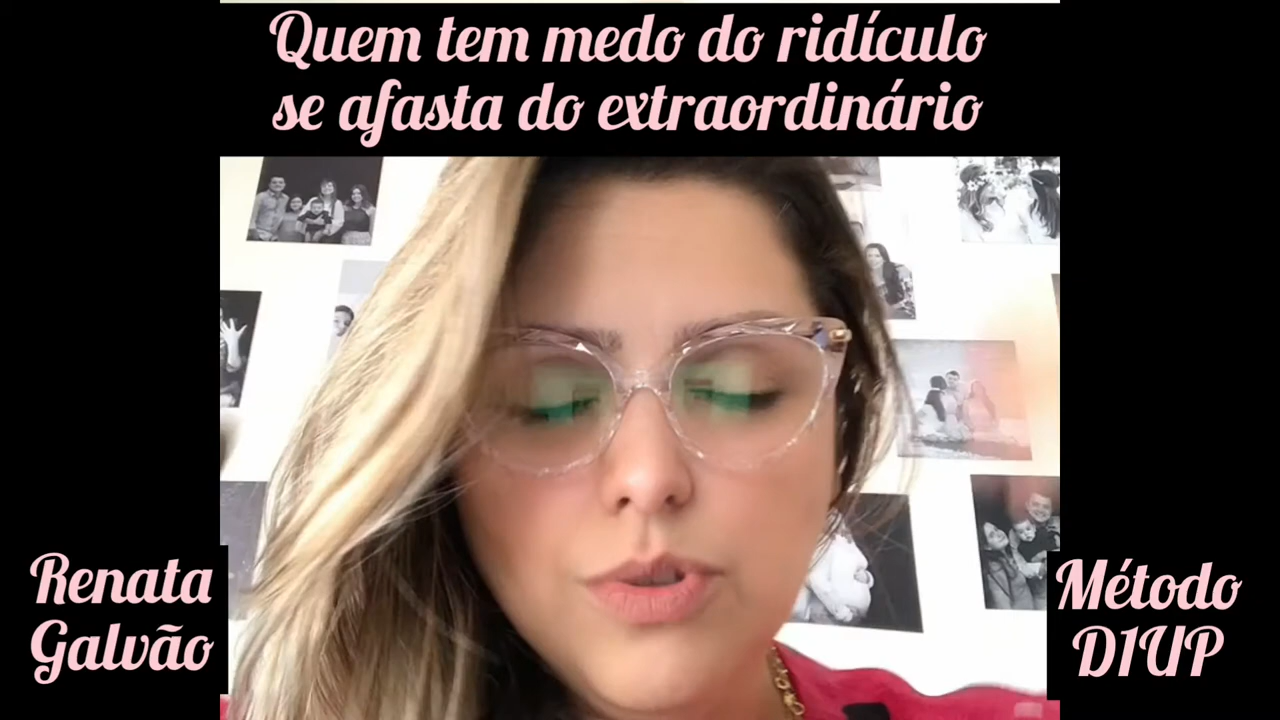 Quem tem medo do ridículo
se afasta do extraordinário
Renata
Galvão
Método
D1UP